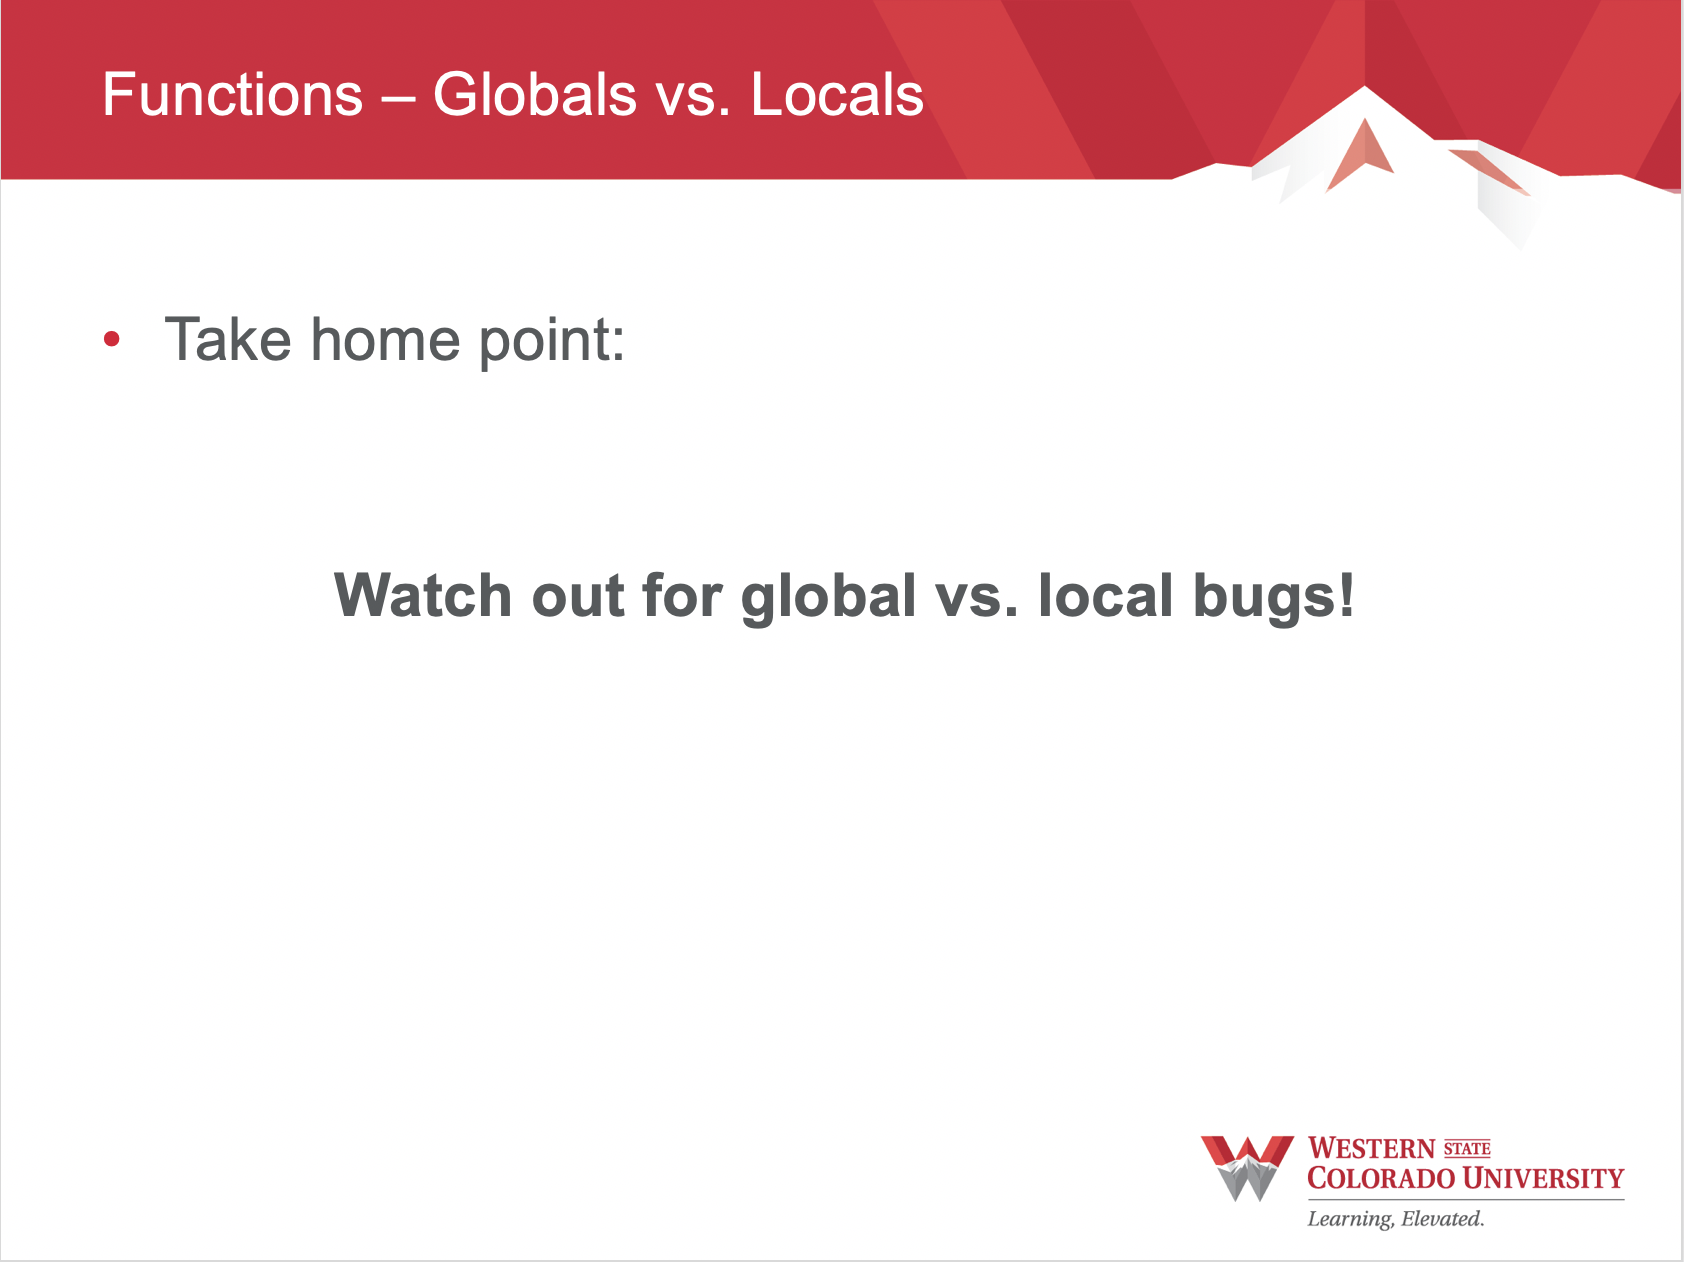 Functions – Globals vs. Locals
• Take home point:
Watch out for global vs. local bugs!
WESTERN STATE
COLORADO UNIVERSITY
Learning, Elevated.